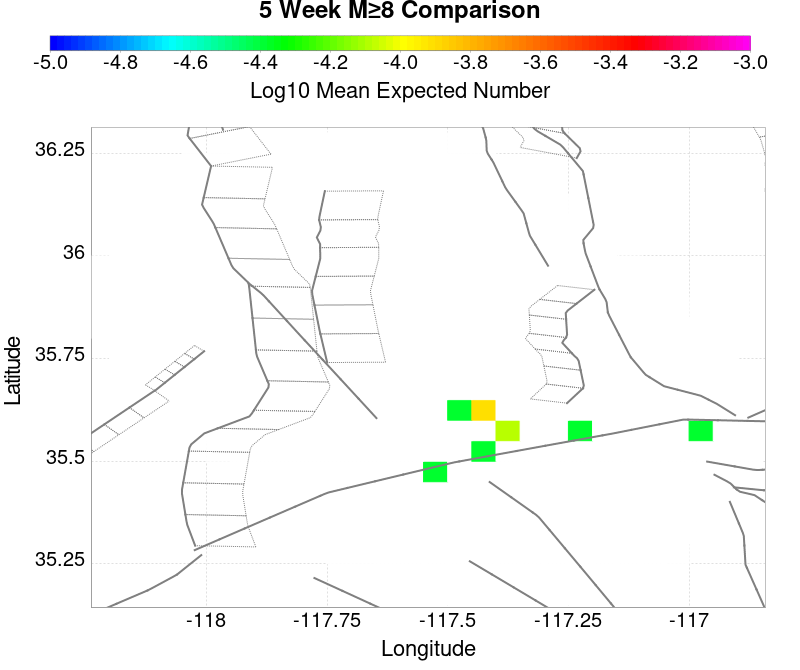 5 Week M≥8 Comparison
-5.0 -4.8 -4.6 -4.4 -4.2 -4.0 -3.8 -3.6 -3.4 -3.2 -3.0
Log10 Mean Expected Number
36.25
36
35.75
35.5
35.25
Latitude
-118 -117.75 -117.5 -117.25 -117
Longitude